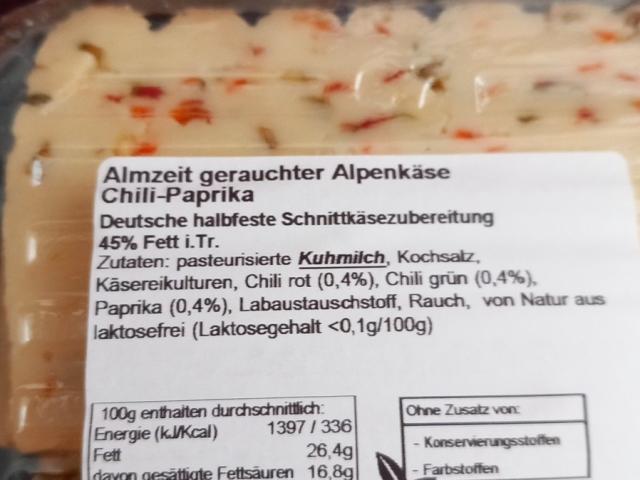 Almzeit gerauchter Alpenkäse
Chili-Paprika
Deutsche halbfeste Schnittkäsezubereitung
45% Fett i.Tr.
Zutaten: pasteurisierte Kuhmilch, Kochsalz,
Käsereikulturen, Chili rot (0,4%), Chili grün (0,4%),
Paprika (0,4%), Labaustauschstoff, Rauch, von Natur aus
laktosefrei (Laktosegehalt <0,1g/100g)
100g enthalten durchschnittlich:
Energie (kJ/Kcal) 1397 / 336
Fett 26,4g
davon gesättigte Fettsäuren 16,8g
Ohne Zusatz von:
- Konservierungsstoffen
- Farbstoffen